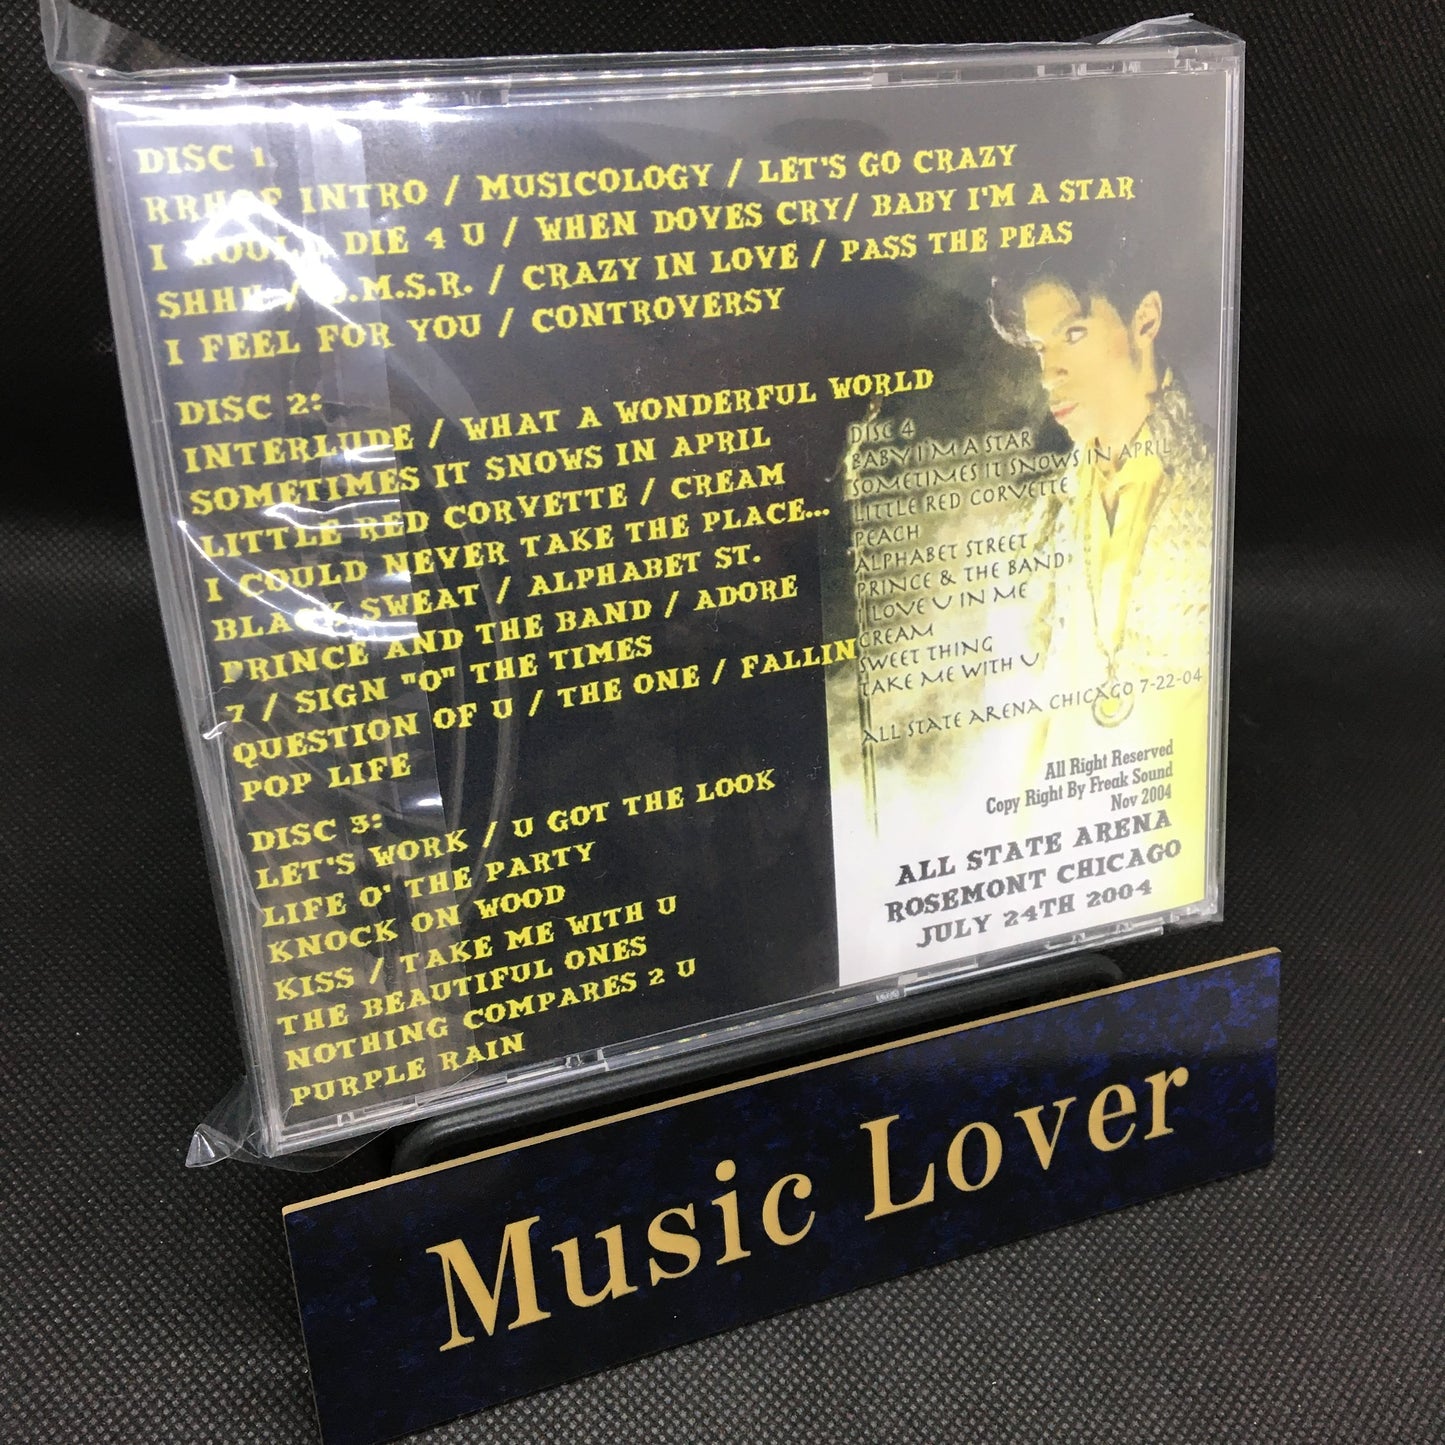 DISC 1
RRHOF INTRO / MUSICOLOGY / LET'S GO CRAZY
I WOULD DIE 4 U / WHEN DOVES CRY/ BABY I'M A STAR
SHHH / D.M.S.R. / CRAZY IN LOVE / PASS THE PEAS
I FEEL FOR YOU / CONTROVERSY
DISC 2:
INTERLUDE / WHAT A WONDERFUL WORLD
SOMETIMES IT SNOWS IN APRIL
LITTLE RED CORVETTE / CREAM
I COULD NEVER TAKE THE PLACE...
BLACK SWEAT / ALPHABET ST.
PRINCE AND THE BAND / ADORE
7 / SIGN "O" THE TIMES
QUESTION OF U / THE ONE / FALLIN
POP LIFE
DISC 3:
LET'S WORK / U GOT THE LOOK
LIFE O' THE PARTY
KNOCK ON WOOD
KISS / TAKE ME WITH U
THE BEAUTIFUL ONES
NOTHING COMPARES 2 U
PURPLE RAIN
DISC 4
BABY I'M A STAR
SOMETIMES IT SNOWS IN APRIL
LITTLE RED CORVETTE
PEACH
ALPHABET STREET
PRINCE & THE BAND
I LOVE U IN ME
CREAM
SWEET THING
TAKE ME WITH U
ALL STATE ARENA CHICAGO 7-22-04
All Right Reserved
Copy Right By Freak Sound
Nov 2004
ALL STATE ARENA
ROSEMONT CHICAGO
JULY 24TH 2004
Music Lover